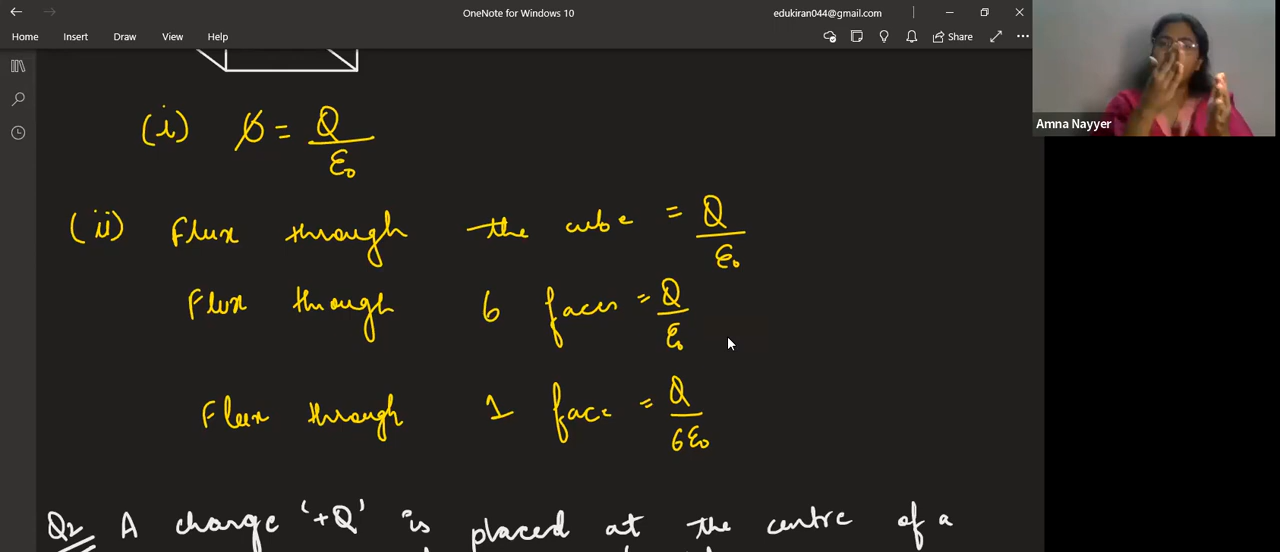 OneNote for Windows 10
edukiran044@gmail.com
Home Insert Draw View Help
Share
Amna Nayyer
(i) φ = Q/ε₀
(ii) Flux through the cube = Q/ε₀
Flux through 6 faces = Q/ε₀
Flux through 1 face = Q/6ε₀
Q2 A charge '+Q' is placed at the centre of a